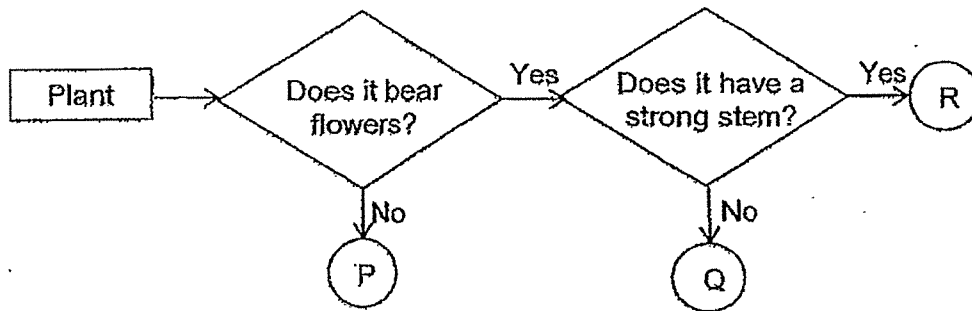 Plant
Does it bear
flowers?
Yes
Does it have a
strong stem?
Yes
R
No
P
No
Q